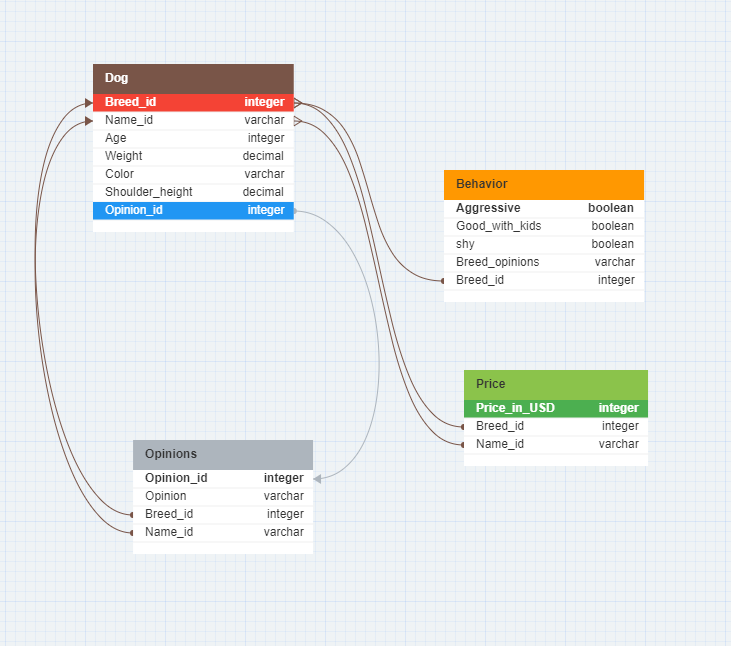 Dog
Breed_id integer
Name_id varchar
Age integer
Weight decimal
Color varchar
Shoulder_height decimal
Opinion_id integer
Behavior
Aggressive boolean
Good_with_kids boolean
shy boolean
Breed_opinions varchar
Breed_id integer
Price
Price_in_USD integer
Breed_id integer
Name_id varchar
Opinions
Opinion_id integer
Opinion varchar
Breed_id integer
Name_id varchar